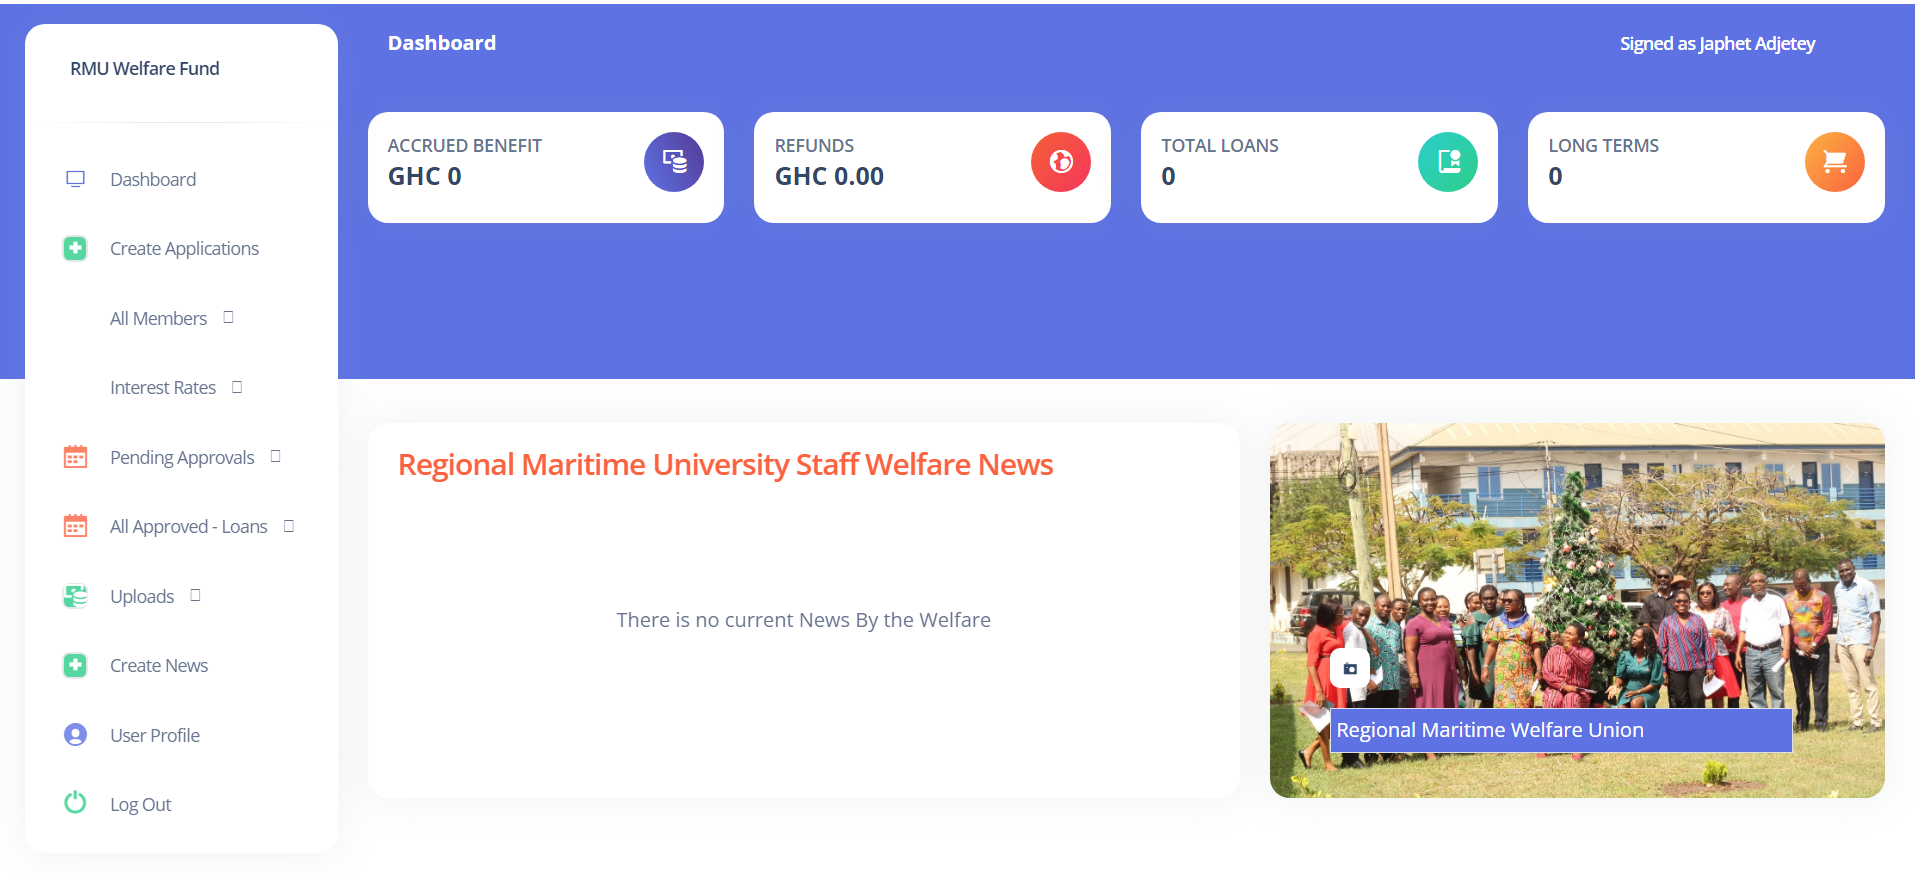 RMU Welfare Fund
Dashboard
Create Applications
All Members
Interest Rates
Pending Approvals
All Approved - Loans
Uploads
Create News
User Profile
Log Out
Dashboard
Signed as Japhet Adjetey
ACCRUED BENEFIT
GHC 0
REFUNDS
GHC 0.00
TOTAL LOANS
0
LONG TERMS
0
Regional Maritime University Staff Welfare News
There is no current News By the Welfare
Regional Maritime Welfare Union